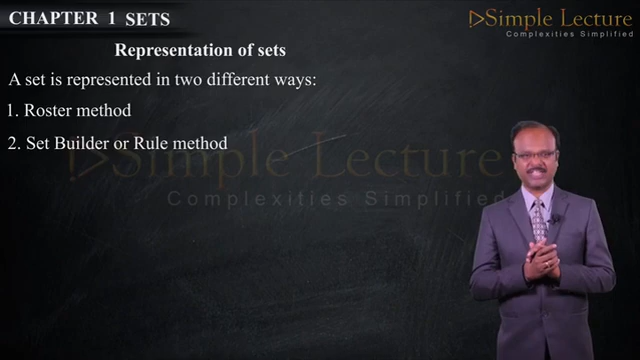 CHAPTER 1 SETS
Simple Lecture
Complexities Simplified
Representation of sets
A set is represented in two different ways:
1. Roster method
2. Set Builder or Rule method
Simple Lecture
Complexities Simplified